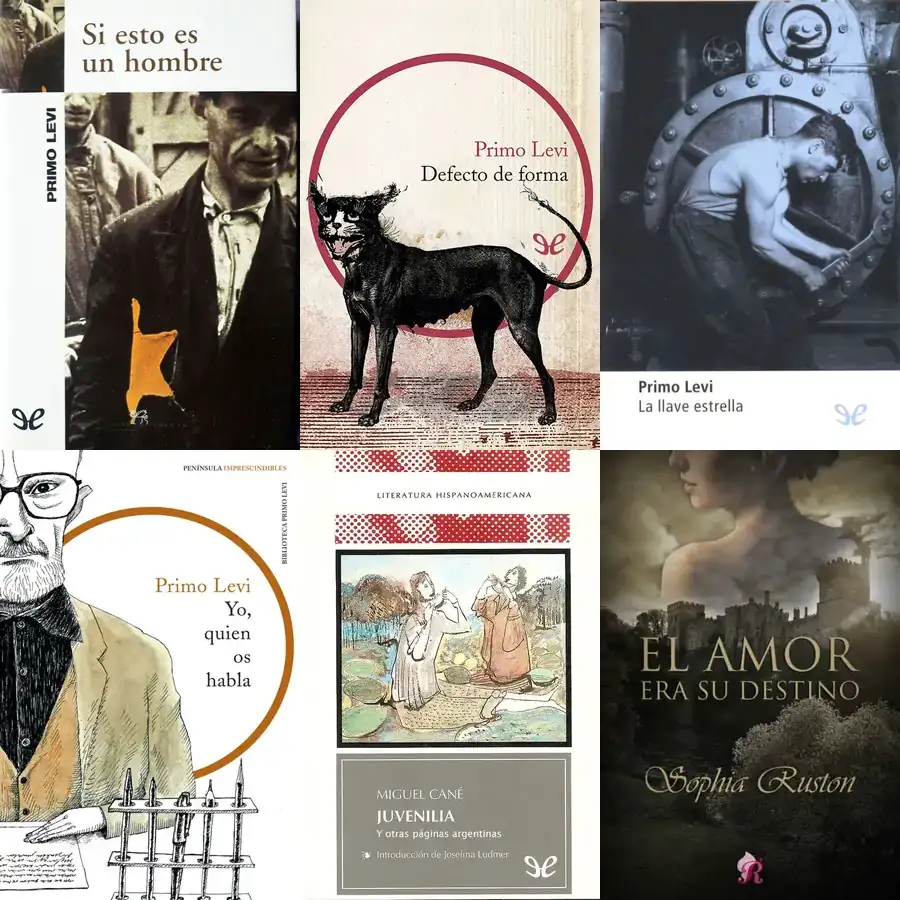 Si esto es
un hombre
PRIMO LEVI
Primo Levi
Defecto de forma
Primo Levi
La llave estrella
PENÍNSULA IMPRESCINDIBLES
BIBLIOTECA PRIMO LEVI
Primo Levi
Yo,
quien
os
habla
LITERATURA HISPANOAMERICANA
MIGUEL CANÉ
JUVENILIA
Y otras páginas argentinas
Introducción de Josefina Ludmer
EL AMOR
ERA SU DESTINO
Sophia Ruston
R